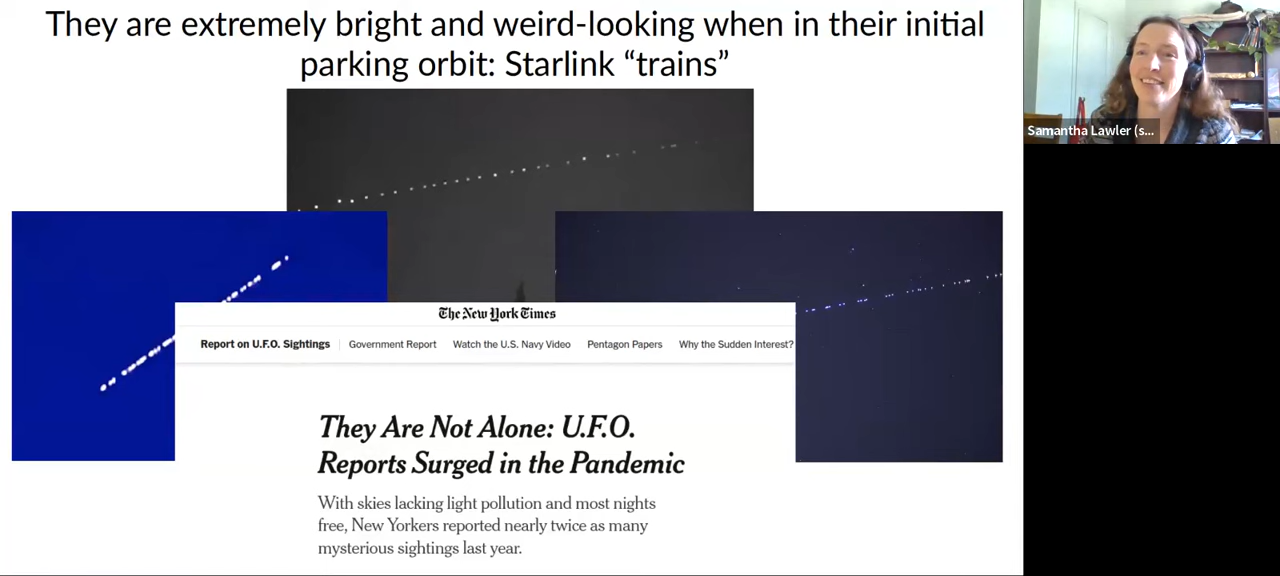 They are extremely bright and weird-looking when in their initial
parking orbit: Starlink “trains”
Samantha Lawler (s...
The New York Times
Report on U.F.O. Sightings Government Report Watch the U.S. Navy Video Pentagon Papers Why the Sudden Interest?
They Are Not Alone: U.F.O.
Reports Surged in the Pandemic
With skies lacking light pollution and most nights
free, New Yorkers reported nearly twice as many
mysterious sightings last year.